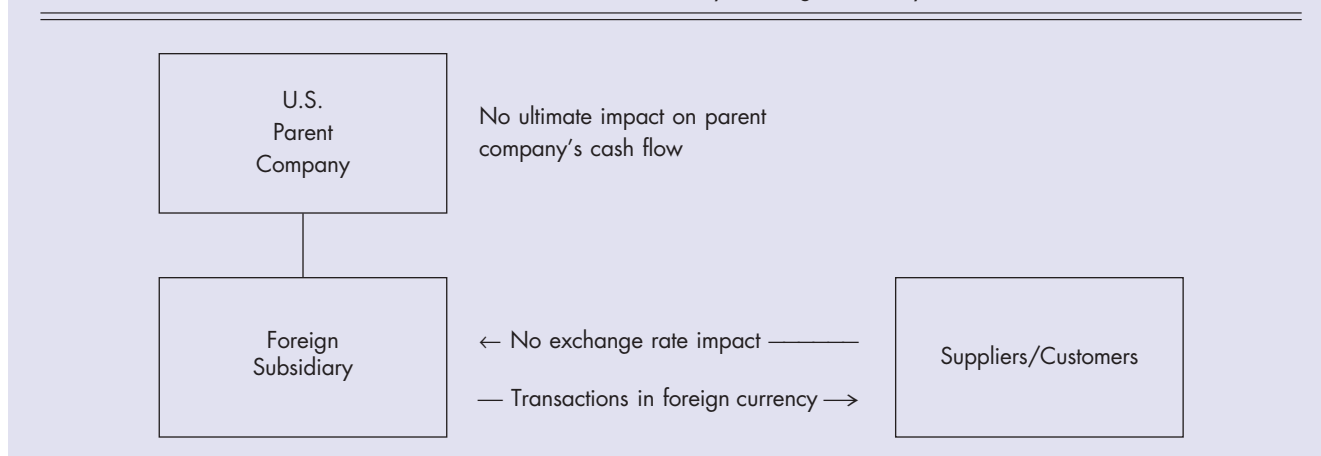 U.S.
Parent
Company
No ultimate impact on parent
company's cash flow
Foreign
Subsidiary
← No exchange rate impact ———
— Transactions in foreign currency →
Suppliers/Customers